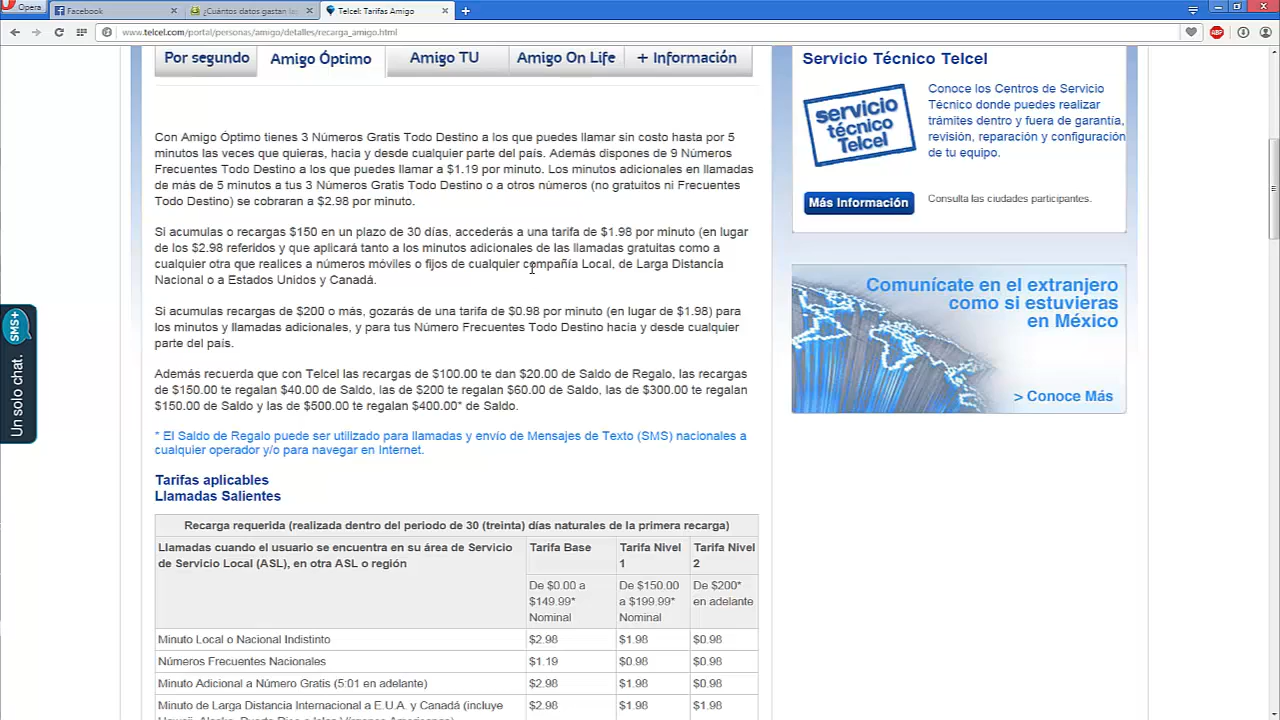 Opera
Facebook
¿Cuántos datos gastan la
Telcel: Tarifas Amigo
www.telcel.com/portal/personas/amigo/detalles/recarga_amigo.html
ABP
Por segundo
Amigo Óptimo
Amigo TU
Amigo On Life
+ Información
Con Amigo Óptimo tienes 3 Números Gratis Todo Destino a los que puedes llamar sin costo hasta por 5
minutos las veces que quieras, hacia y desde cualquier parte del país. Además dispones de 9 Números
Frecuentes Todo Destino a los que puedes llamar a $1.19 por minuto. Los minutos adicionales en llamadas
de más de 5 minutos a tus 3 Números Gratis Todo Destino o a otros números (no gratuitos ni Frecuentes
Todo Destino) se cobraran a $2.98 por minuto.
Si acumulas o recargas $150 en un plazo de 30 días, accederás a una tarifa de $1.98 por minuto (en lugar
de los $2.98 referidos y que aplicará tanto a los minutos adicionales de las llamadas gratuitas como a
cualquier otra que realices a números móviles o fijos de cualquier compañía Local, de Larga Distancia
Nacional o a Estados Unidos y Canadá.
Si acumulas recargas de $200 o más, gozarás de una tarifa de $0.98 por minuto (en lugar de $1.98) para
los minutos y llamadas adicionales, y para tus Número Frecuentes Todo Destino hacia y desde cualquier
parte del país.
Además recuerda que con Telcel las recargas de $100.00 te dan $20.00 de Saldo de Regalo, las recargas
de $150.00 te regalan $40.00 de Saldo, las de $200 te regalan $60.00 de Saldo, las de $300.00 te regalan
$150.00 de Saldo y las de $500.00 te regalan $400.00* de Saldo.
* El Saldo de Regalo puede ser utilizado para llamadas y envío de Mensajes de Texto (SMS) nacionales a
cualquier operador y/o para navegar en Internet.
Tarifas aplicables
Llamadas Salientes
Recarga requerida (realizada dentro del periodo de 30 (treinta) días naturales de la primera recarga)
Llamadas cuando el usuario se encuentra en su área de Servicio
de Servicio Local (ASL), en otra ASL o región
Tarifa Base
Tarifa Nivel
1
Tarifa Nivel
2
De $0.00 a
$149.99*
Nominal
De $150.00
a $199.99*
Nominal
De $200*
en adelante
Minuto Local o Nacional Indistinto $2.98 $1.98 $0.98
Números Frecuentes Nacionales $1.19 $0.98 $0.98
Minuto Adicional a Número Gratis (5:01 en adelante) $2.98 $1.98 $0.98
Minuto de Larga Distancia Internacional a E.U.A. y Canadá (incluye $2.98 $1.98 $1.98
Servicio Técnico Telcel
servicio
técnico
Telcel
Conoce los Centros de Servicio
Técnico donde puedes realizar
trámites dentro y fuera de garantía,
revisión, reparación y configuración
de tu equipo.
Más Información
Consulta las ciudades participantes.
Comunícate en el extranjero
como si estuvieras
en México
> Conoce Más
SMS+
Un solo chat.